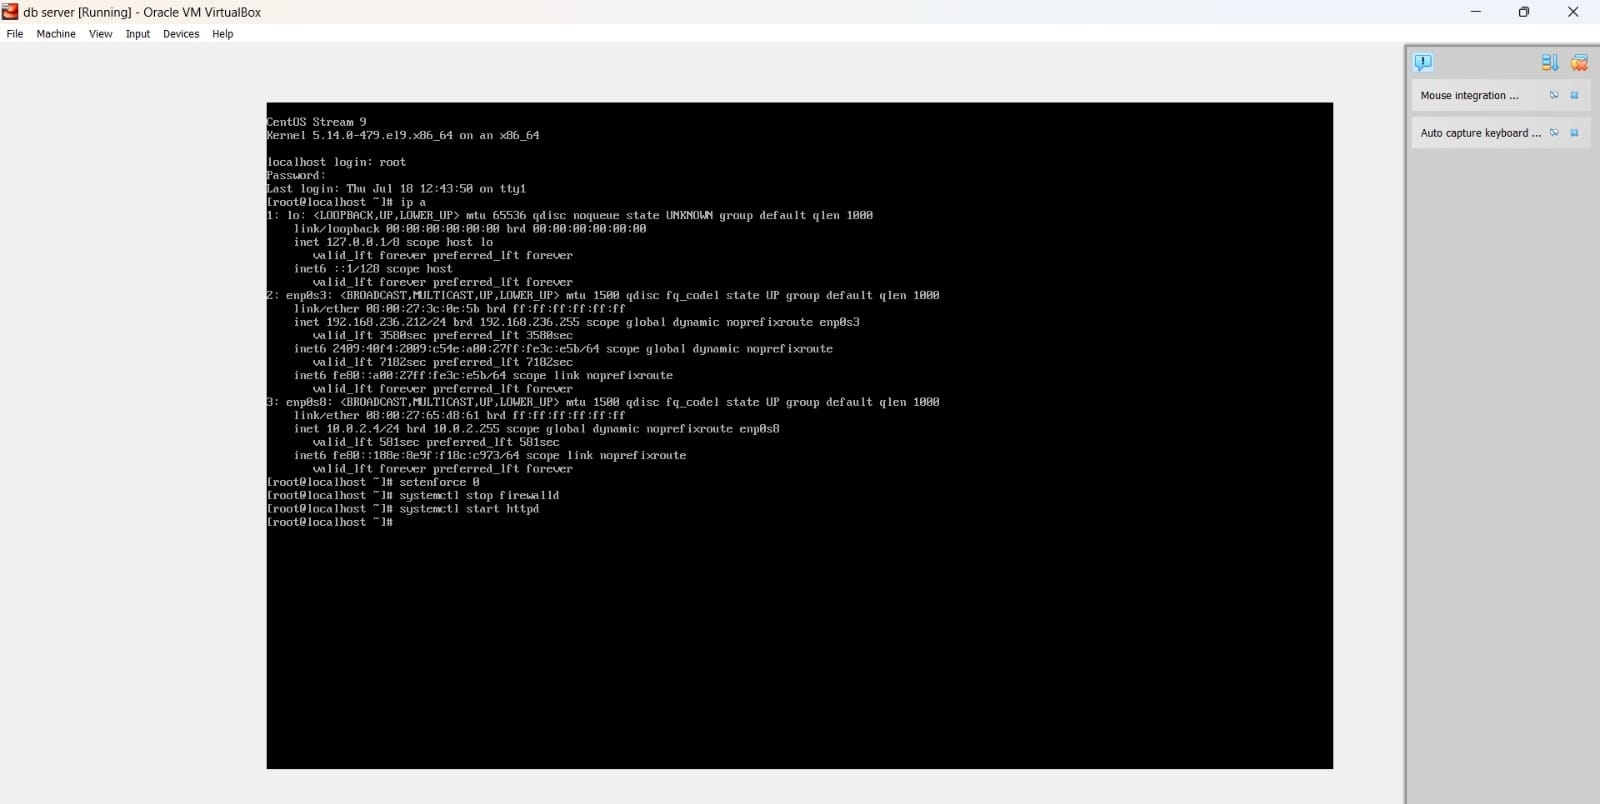 db server [Running] - Oracle VM VirtualBox
File Machine View Input Devices Help
Mouse integration ...
Auto capture keyboard ...
CentOS Stream 9
Kernel 5.14.0-479.el9.x86_64 on an x86_64
localhost login: root
Password:
Last login: Thu Jul 18 12:43:50 on tty1
[root@localhost ~]# ip a
1: lo: <LOOPBACK,UP,LOWER_UP> mtu 65536 qdisc noqueue state UNKNOWN group default qlen 1000
link/loopback 00:00:00:00:00:00 brd 00:00:00:00:00:00
inet 127.0.0.1/8 scope host lo
valid_lft forever preferred_lft forever
inet6 ::1/128 scope host
valid_lft forever preferred_lft forever
2: enp0s3: <BROADCAST,MULTICAST,UP,LOWER_UP> mtu 1500 qdisc fq_codel state UP group default qlen 1000
link/ether 08:00:27:3c:0e:5b brd ff:ff:ff:ff:ff:ff
inet 192.168.236.212/24 brd 192.168.236.255 scope global dynamic noprefixroute enp0s3
valid_lft 3580sec preferred_lft 3580sec
inet6 2409:40f4:2009:c54e:a00:27ff:fe3c:e5b/64 scope global dynamic noprefixroute
valid_lft 7182sec preferred_lft 7182sec
inet6 fe80::a00:27ff:fe3c:e5b/64 scope link noprefixroute
valid_lft forever preferred_lft forever
3: enp0s8: <BROADCAST,MULTICAST,UP,LOWER_UP> mtu 1500 qdisc fq_codel state UP group default qlen 1000
link/ether 08:00:27:65:d8:61 brd ff:ff:ff:ff:ff:ff
inet 10.0.2.4/24 brd 10.0.2.255 scope global dynamic noprefixroute enp0s8
valid_lft 581sec preferred_lft 581sec
inet6 fe80::188e:8e9f:f18c:c973/64 scope link noprefixroute
valid_lft forever preferred_lft forever
[root@localhost ~]# setenforce 0
[root@localhost ~]# systemctl stop firewalld
[root@localhost ~]# systemctl start httpd
[root@localhost ~]#